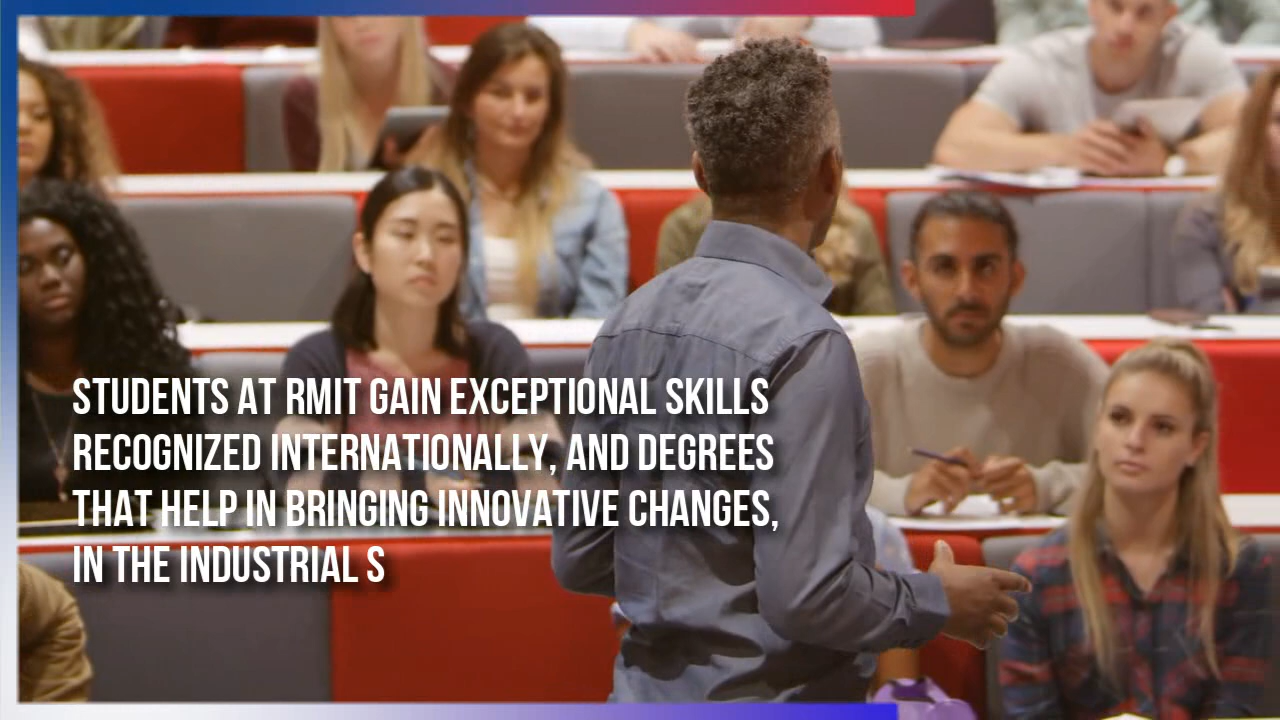 STUDENTS AT RMIT GAIN EXCEPTIONAL SKILLS
RECOGNIZED INTERNATIONALLY, AND DEGREES
THAT HELP IN BRINGING INNOVATIVE CHANGES,
IN THE INDUSTRIAL S